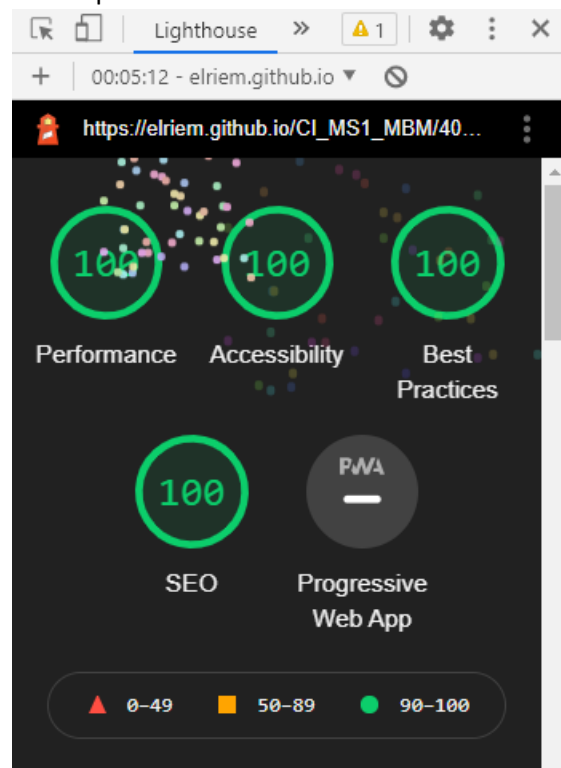 Lighthouse » 1
+ 00:05:12 - elriem.github.io ▼
https://elriem.github.io/CI_MS1_MBM/40…
100 100 100
Performance Accessibility Best
Practices
100 PWA
SEO Progressive
Web App
0–49 50–89 90–100